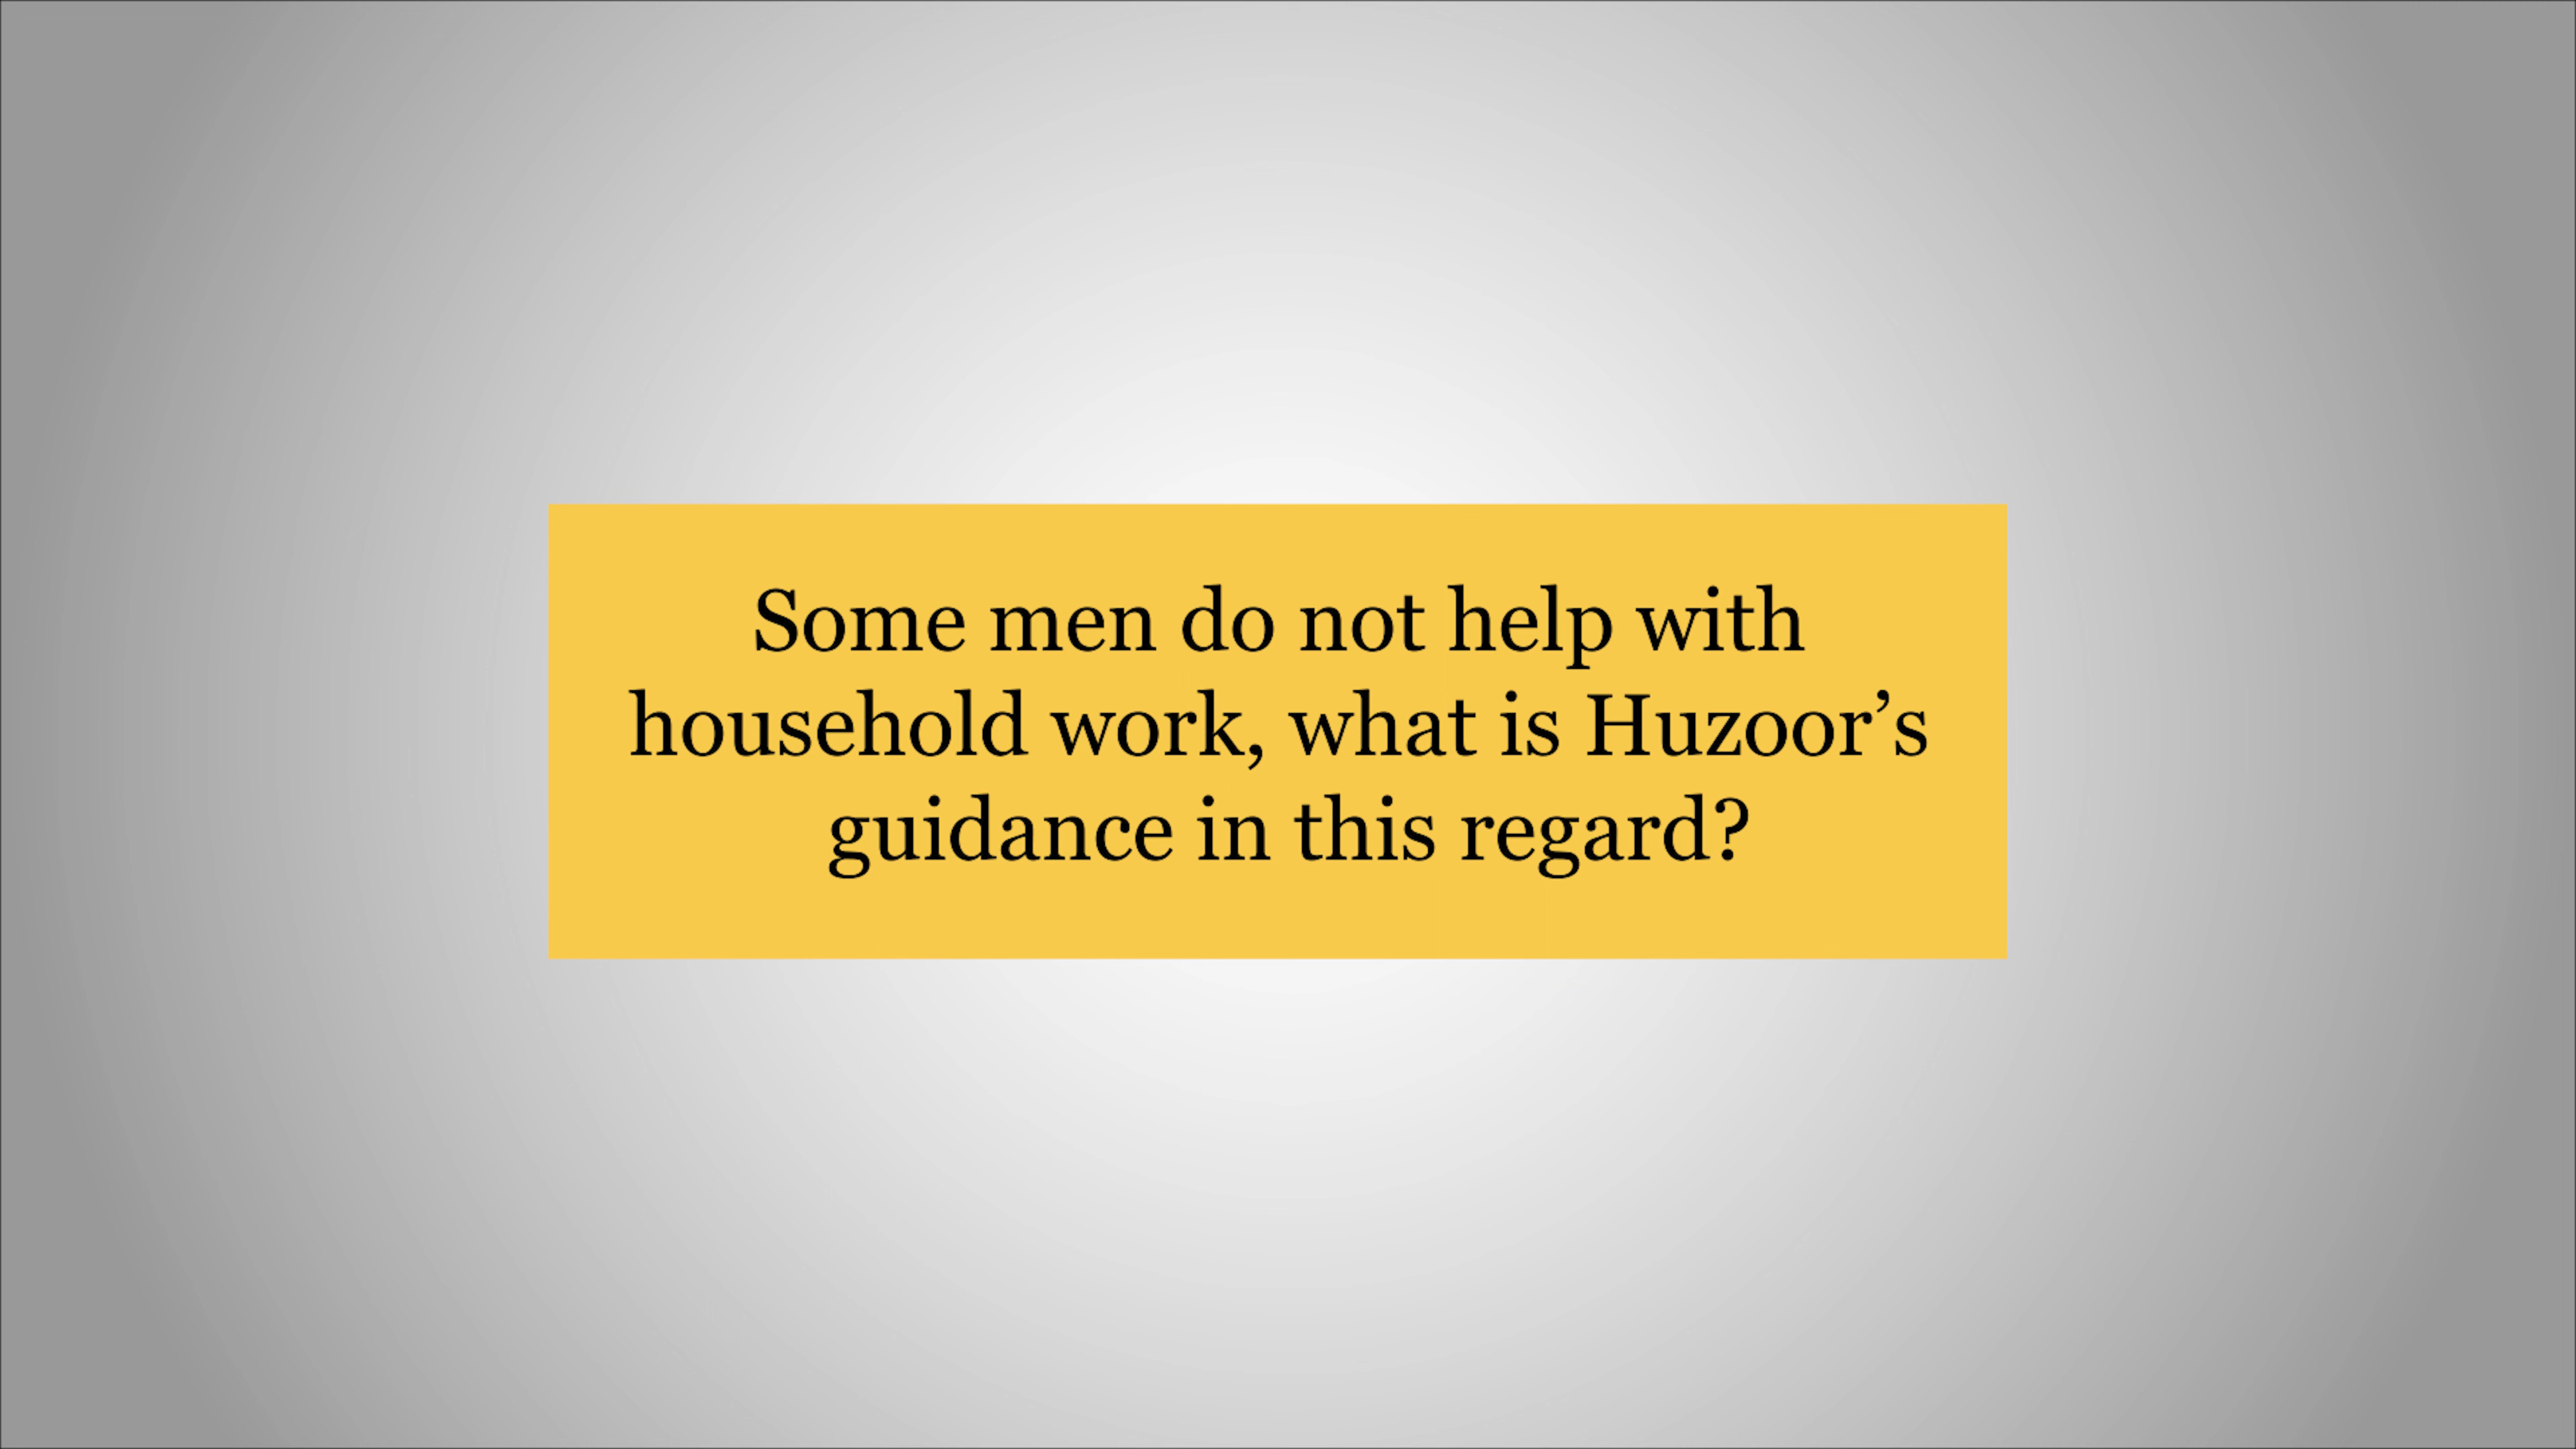 Some men do not help with
household work, what is Huzoor’s
guidance in this regard?